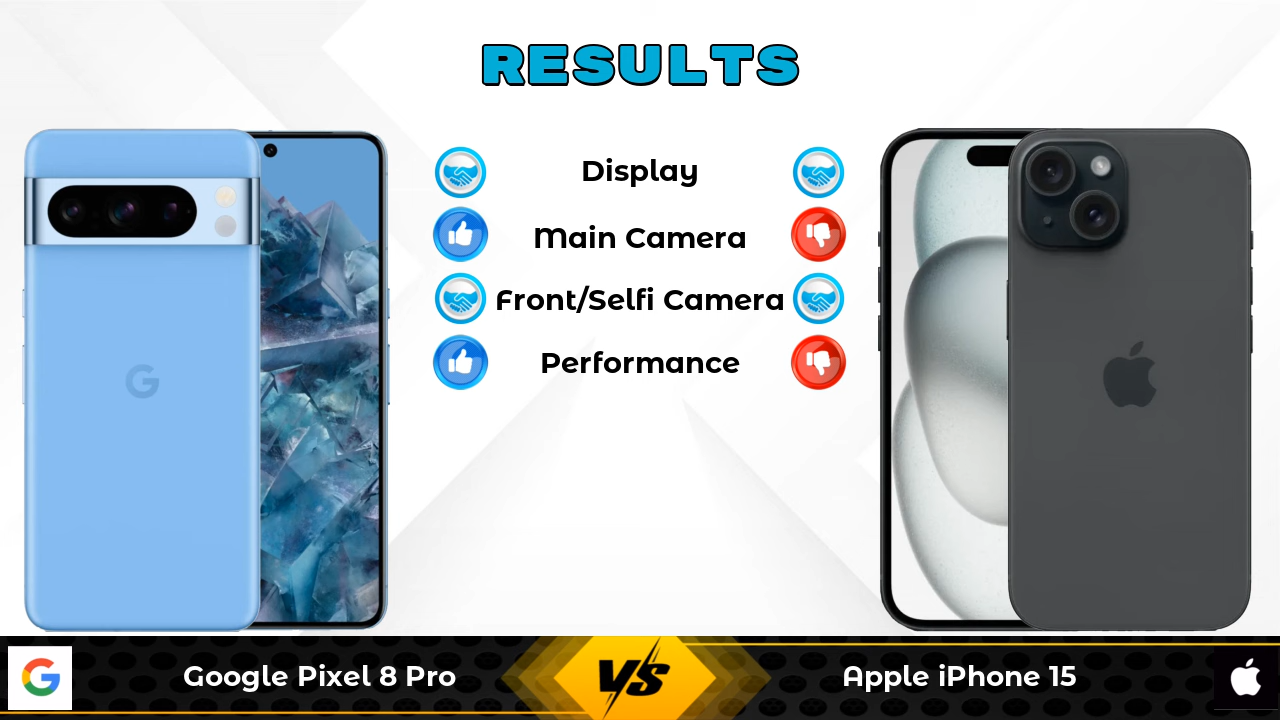 RESULTS
Display
Main Camera
Front/Selfi Camera
Performance
Google Pixel 8 Pro
VS
Apple iPhone 15